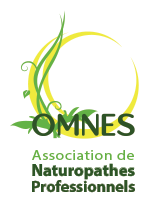 OMNES
Association de
Naturopathes
Professionnels